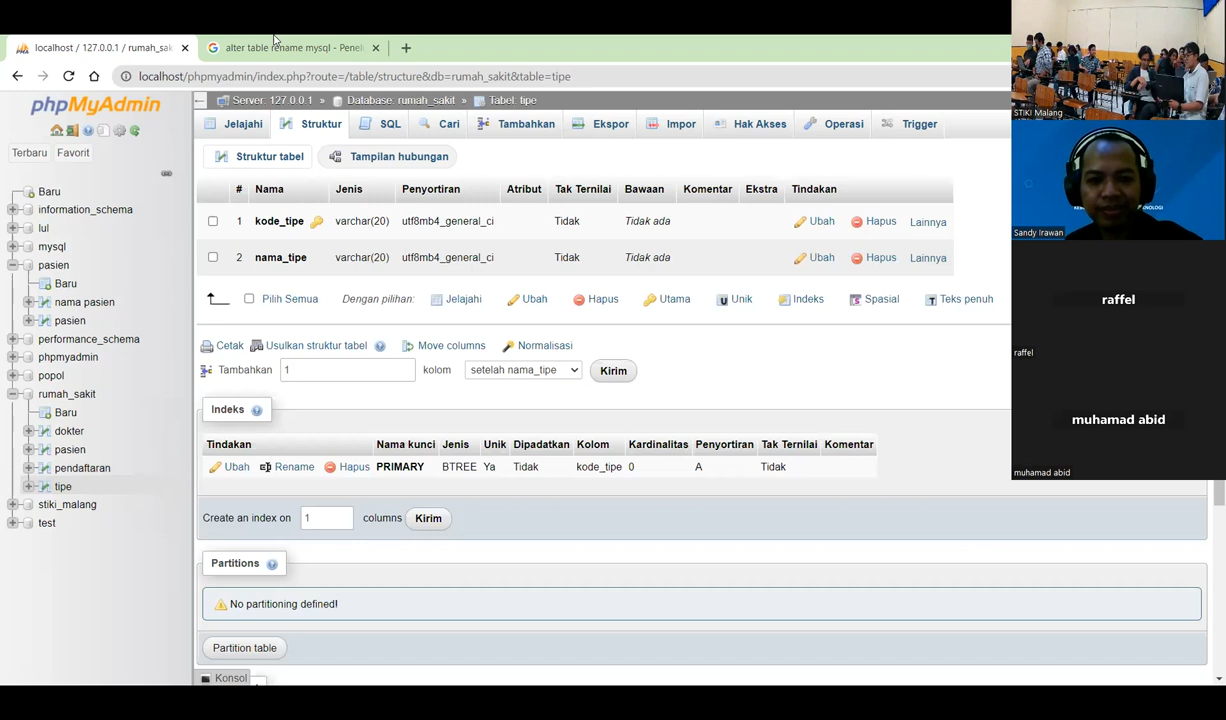 localhost / 127.0.0.1 / rumah_sak
alter table rename mysql - Penel
localhost/phpmyadmin/index.php?route=/table/structure&db=rumah_sakit&table=tipe
phpMyAdmin
Terbaru Favorit
Baru
information_schema
lul
mysql
pasien
Baru
nama pasien
pasien
performance_schema
phpmyadmin
popol
rumah_sakit
Baru
dokter
pasien
pendaftaran
tipe
stiki_malang
test
Server: 127.0.0.1 » Database: rumah_sakit » Tabel: tipe
Jelajahi Struktur SQL Cari Tambahkan Ekspor Impor Hak Akses Operasi Trigger
Struktur tabel Tampilan hubungan
# Nama Jenis Penyortiran Atribut Tak Ternilai Bawaan Komentar Ekstra Tindakan
1 kode_tipe varchar(20) utf8mb4_general_ci Tidak Tidak ada Ubah Hapus Lainnya
2 nama_tipe varchar(20) utf8mb4_general_ci Tidak Tidak ada Ubah Hapus Lainnya
Pilih Semua Dengan pilihan: Jelajahi Ubah Hapus Utama Unik Indeks Spasial Teks penuh
Cetak Usulkan struktur tabel Move columns Normalisasi
Tambahkan 1 kolom setelah nama_tipe Kirim
Indeks
Tindakan Nama kunci Jenis Unik Dipadatkan Kolom Kardinalitas Penyortiran Tak Ternilai Komentar
Ubah Rename Hapus PRIMARY BTREE Ya Tidak kode_tipe 0 A Tidak
Create an index on 1 columns Kirim
Partitions
No partitioning defined!
Partition table
Konsol
STIKI Malang
Sandy Irawan
raffel
raffel
muhamad abid
muhamad abid